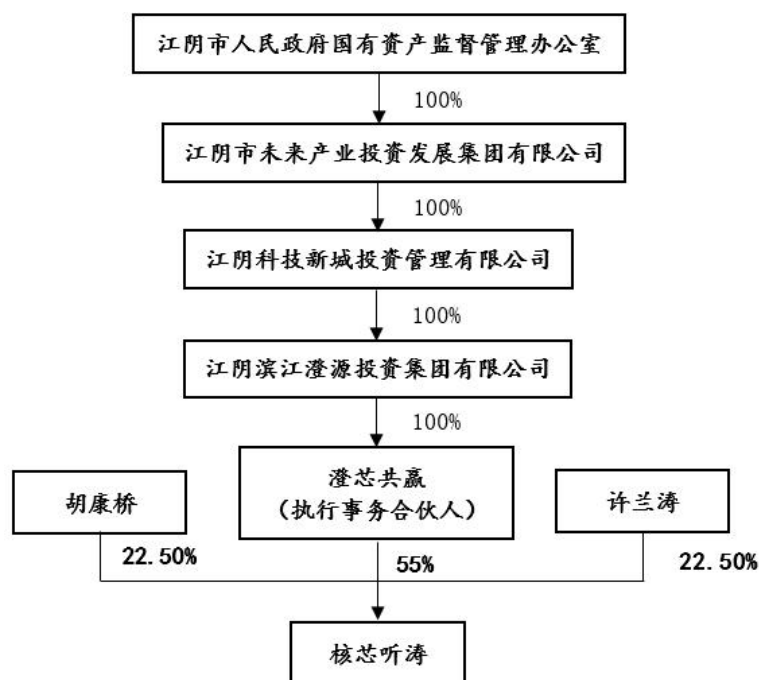 江阴市人民政府国有资产监督管理办公室
100%
江阴市未来产业投资发展集团有限公司
100%
江阴科技新城投资管理有限公司
100%
江阴滨江澄源投资集团有限公司
100%
胡康桥
澄芯共赢
（执行事务合伙人）
许兰涛
22.50%
55%
22.50%
核芯听涛